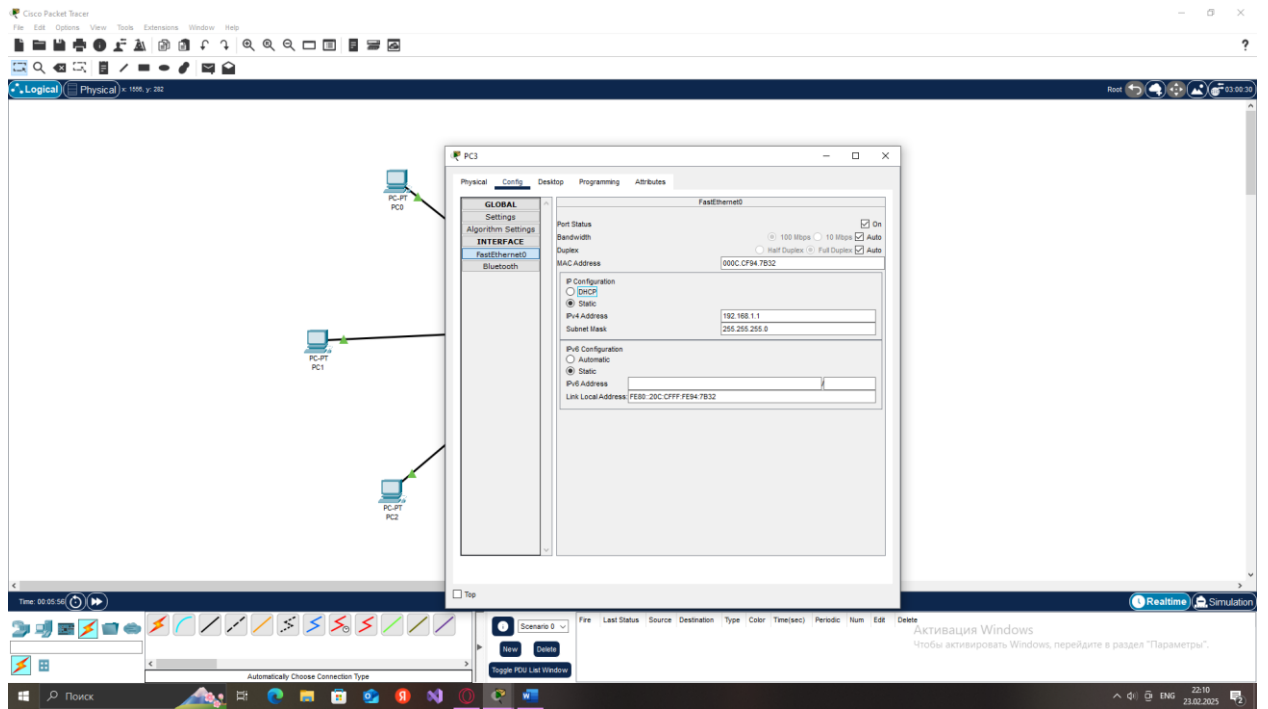 Cisco Packet Tracer
File Edit Options View Tools Extensions Window Help
?
Logical Physical x: 1556, y: 282 Root 03:00:30
PC-PT
PC0
PC-PT
PC1
PC-PT
PC2
PC3
Physical Config Desktop Programming Attributes
GLOBAL
Settings
Algorithm Settings
INTERFACE
FastEthernet0
Bluetooth
FastEthernet0
Port Status On
Bandwidth 100 Mbps 10 Mbps Auto
Duplex Half Duplex Full Duplex Auto
MAC Address 000C.CF94.7B32
IP Configuration
DHCP
Static
IPv4 Address 192.168.1.1
Subnet Mask 255.255.255.0
IPv6 Configuration
Automatic
Static
IPv6 Address /
Link Local Address: FE80::20C:CFFF:FE94:7B32
Top
Time: 00:05:56 Realtime Simulation
Scenario 0
New Delete
Toggle PDU List Window
Fire Last Status Source Destination Type Color Time(sec) Periodic Num Edit Delete
Automatically Choose Connection Type
Активация Windows
Чтобы активировать Windows, перейдите в раздел "Параметры".
Поиск
ENG 22:10
23.02.2025